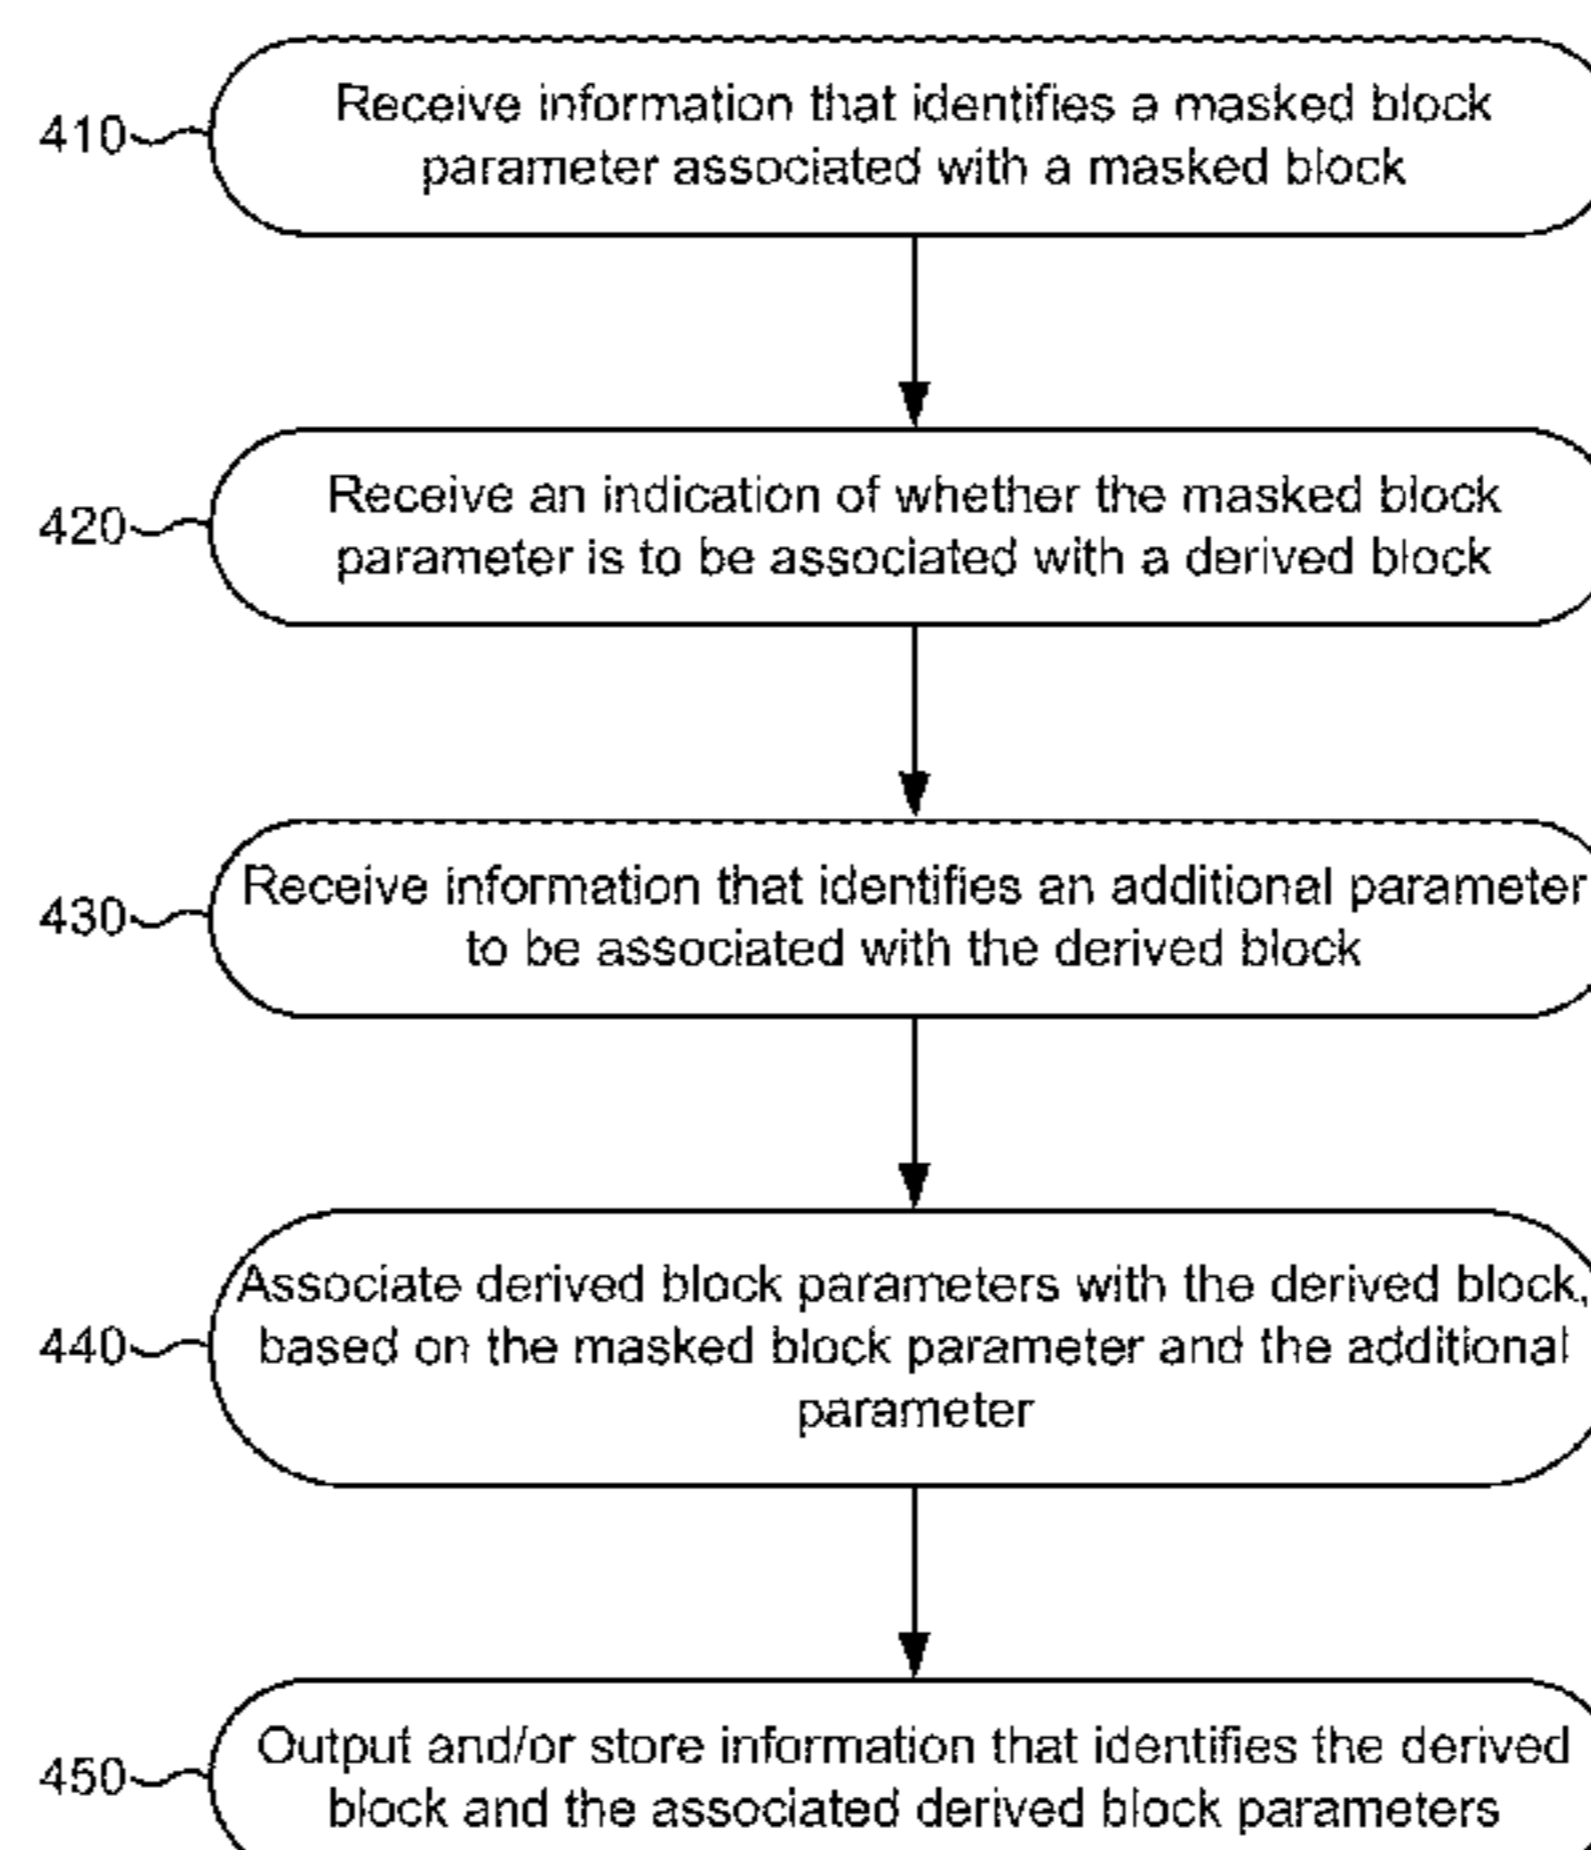 410
Receive information that identifies a masked block
parameter associated with a masked block
420
Receive an indication of whether the masked block
parameter is to be associated with a derived block
430
Receive information that identifies an additional parameter
to be associated with the derived block
440
Associate derived block parameters with the derived block,
based on the masked block parameter and the additional
parameter
450
Output and/or store information that identifies the derived
block and the associated derived block parameters